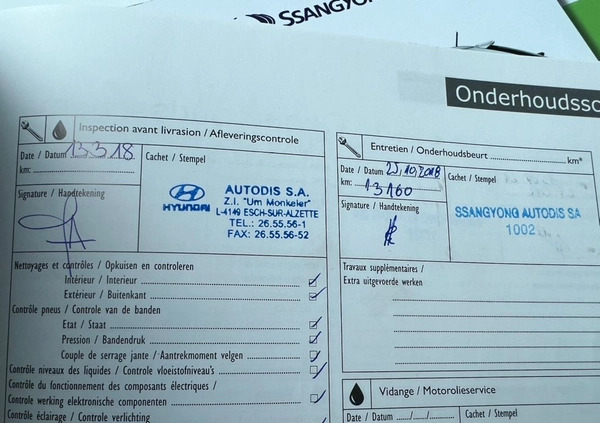 SSANGYO
Onderhoudssc
Inspection avant livrasion / Afleveringscontrole
Date / Datum 13 3 18
km:
Cachet / Stempel
Signature / Handtekening
HYUNDAI
AUTODIS S.A.
Z.I. "Um Monkeler"
L-4149 ESCH-SUR-ALZETTE
TEL.: 26.55.56-1
FAX: 26.55.56-52
Nettoyages et contrôles / Opkuisen en controleren
Intérieur / Interieur
Extérieur / Buitenkant
Contrôle pneus / Controle van de banden
Etat / Staat
Pression / Bandendruk
Couple de serrage jante / Aantrekmoment velgen
Contrôle niveaux des liquides / Controle vloeistofniveau's
Contrôle du fonctionnement des composants électriques /
Controle werking elektronische componenten
Contrôle éclairage / Controle verlichting
Entretien / Onderhoudsbeurt km*
Date / Datum 25/10/2018
km: 13160
Cachet / Stempel
Signature / Handtekening
SSANGYONG AUTODIS SA
1002
Travaux supplémentaires /
Extra uitgevoerde werken
Vidange / Motorolieservice
Date / Datum ....../....../......
Cachet / Stempel